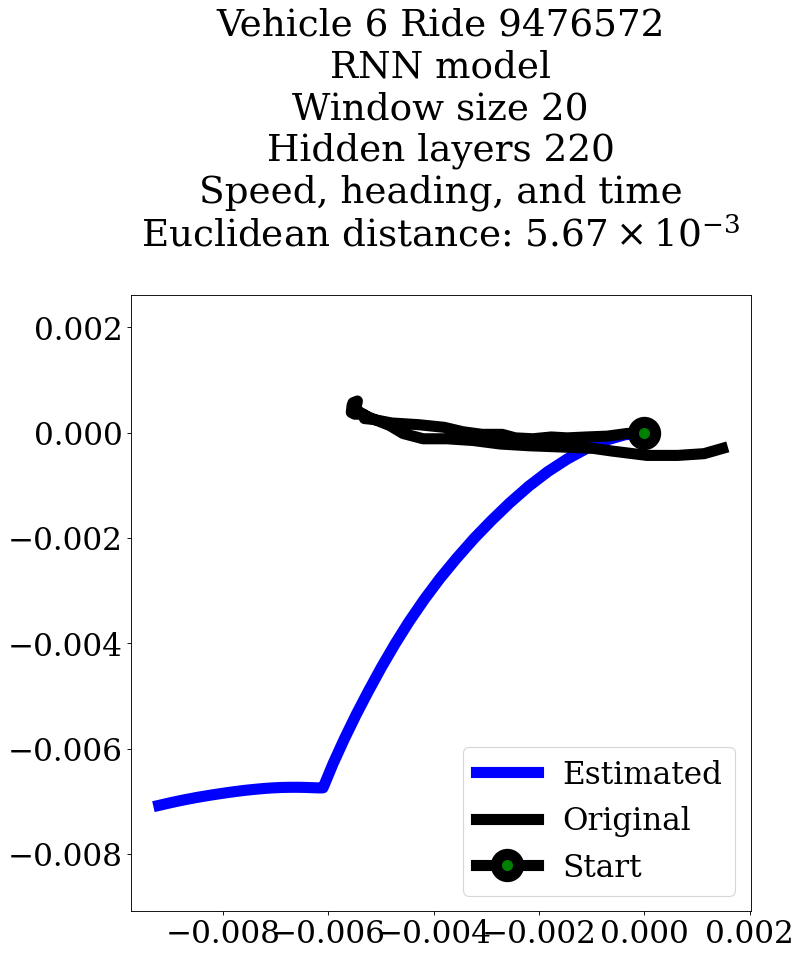 Vehicle 6 Ride 9476572
RNN model
Window size 20
Hidden layers 220
Speed, heading, and time
Euclidean distance: 5.67 × 10⁻³
0.002
0.000
−0.002
−0.004
−0.006
−0.008
Estimated
Original
Start
−0.008 −0.006 −0.004 −0.002 0.000 0.002